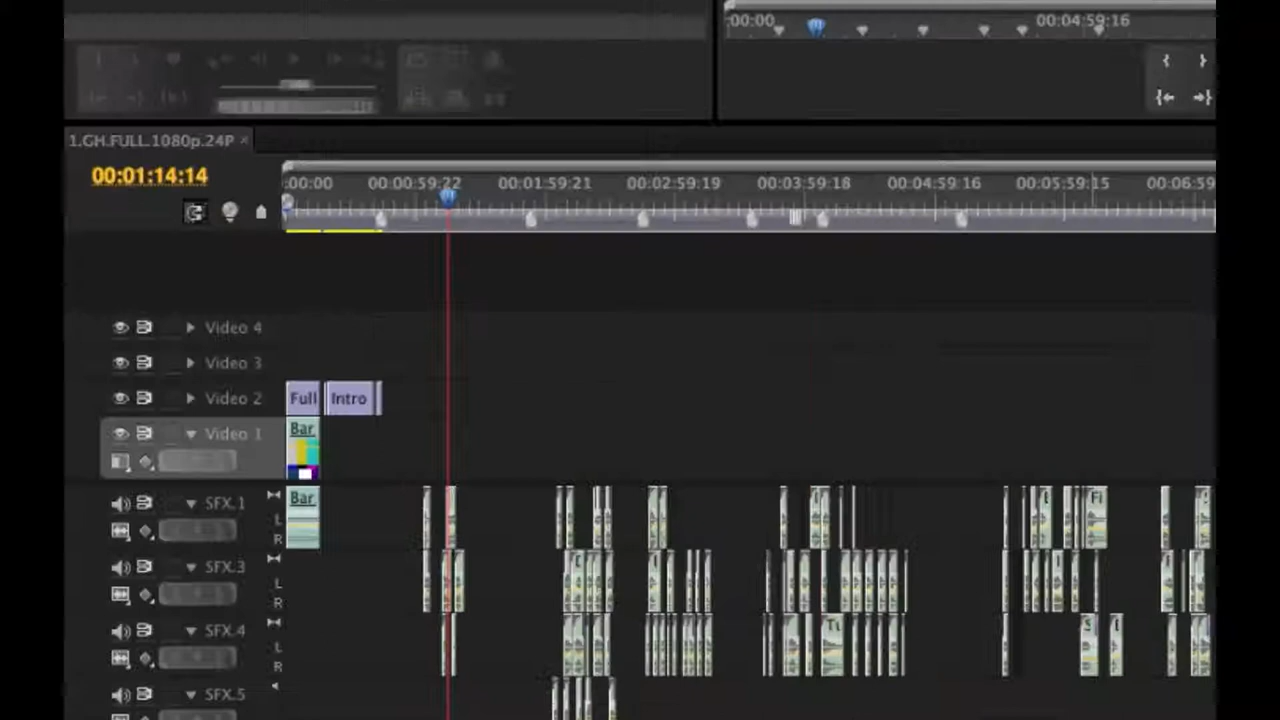 :00:00 00:04:59:16
1.GH.FULL.1080p.24P ×
00:01:14:14
:00:00 00:00:59:22 00:01:59:21 00:02:59:19 00:03:59:18 00:04:59:16 00:05:59:15 00:06:59
Video 4
Video 3
Video 2 Full Intro
Video 1 Bar
SFX.1 Bar Fi
L
R
SFX.3
L
R
SFX.4 S
L
R
SFX.5